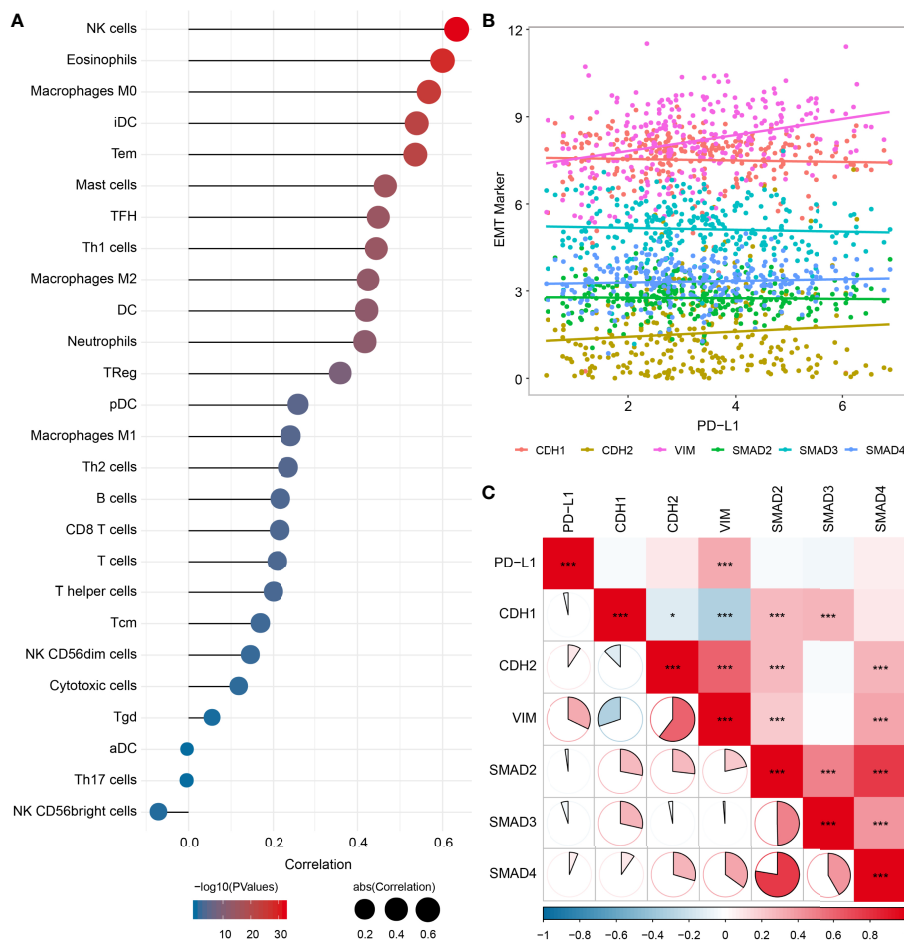 A
NK cells
Eosinophils
Macrophages M0
iDC
Tem
Mast cells
TFH
Th1 cells
Macrophages M2
DC
Neutrophils
TReg
pDC
Macrophages M1
Th2 cells
B cells
CD8 T cells
T cells
T helper cells
Tcm
NK CD56dim cells
Cytotoxic cells
Tgd
aDC
Th17 cells
NK CD56bright cells
0.0 0.2 0.4 0.6
Correlation
−log10(PValues)
10 20 30
abs(Correlation)
0.2 0.4 0.6
B
12
9
6
3
0
EMT Marker
2 4 6
PD−L1
CDH1 CDH2 VIM SMAD2 SMAD3 SMAD4
C
PD−L1 CDH1 CDH2 VIM SMAD2 SMAD3 SMAD4
PD−L1 *** ***
CDH1 *** * *** *** ***
CDH2 *** *** *** ***
VIM *** *** ***
SMAD2 *** *** ***
SMAD3 *** ***
SMAD4 ***
−1 −0.8 −0.6 −0.4 −0.2 0 0.2 0.4 0.6 0.8 1